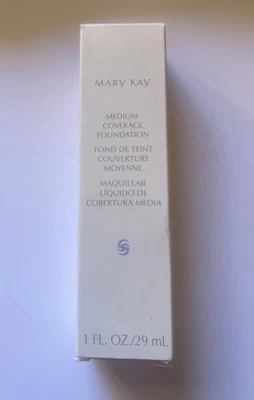 MARY KAY
MEDIUM-
COVERAGE
FOUNDATION
FOND DE TEINT
COUVERTURE
MOYENNE
MAQUILLAJE
LÍQUIDO DE
COBERTURA MEDIA
1 FL. OZ./29 mL